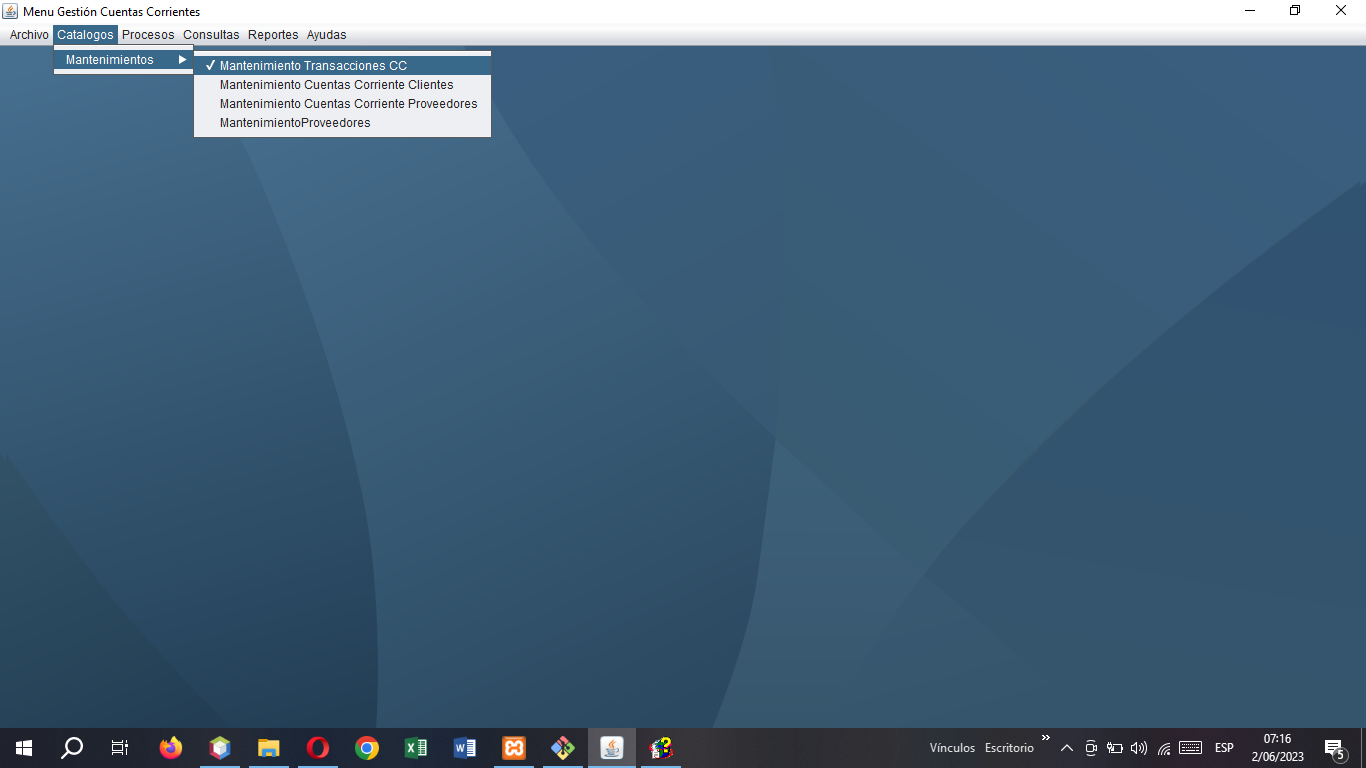 Menu Gestión Cuentas Corrientes
Archivo Catalogos Procesos Consultas Reportes Ayudas
Mantenimientos
Mantenimiento Transacciones CC
Mantenimiento Cuentas Corriente Clientes
Mantenimiento Cuentas Corriente Proveedores
MantenimientoProveedores
Vínculos Escritorio » ESP 07:16
2/06/2023 5